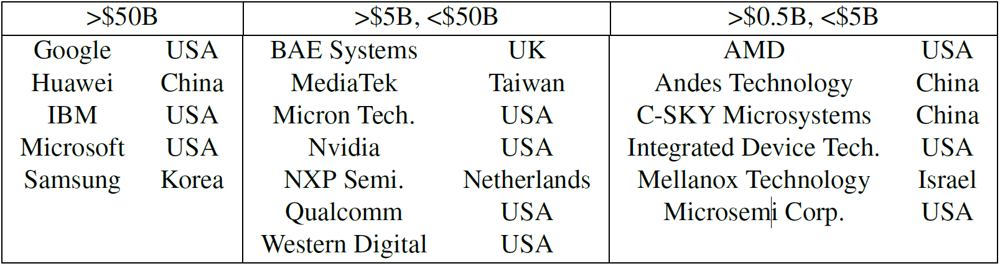 >$50B >$5B, <$50B >$0.5B, <$5B
Google USA BAE Systems UK AMD USA
Huawei China MediaTek Taiwan Andes Technology China
IBM USA Micron Tech. USA C-SKY Microsystems China
Microsoft USA Nvidia USA Integrated Device Tech. USA
Samsung Korea NXP Semi. Netherlands Mellanox Technology Israel
Qualcomm USA Microsemi Corp. USA
Western Digital USA